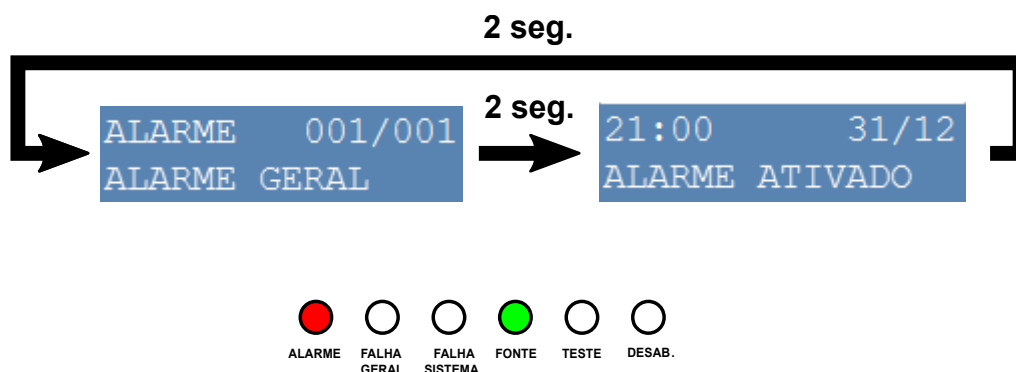 2 seg.
2 seg.
ALARME 001/001
ALARME GERAL
21:00 31/12
ALARME ATIVADO
ALARME
FALHA
GERAL
FALHA
SISTEMA
FONTE
TESTE
DESAB.